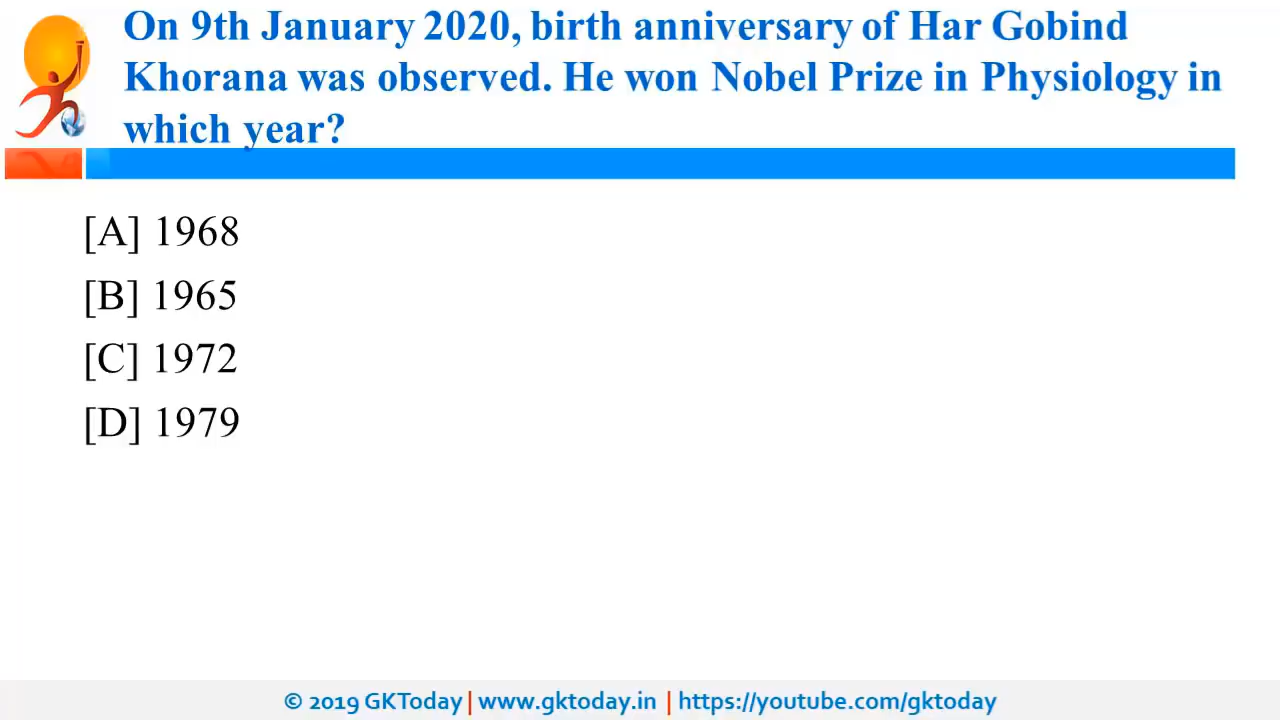 On 9th January 2020, birth anniversary of Har Gobind
Khorana was observed. He won Nobel Prize in Physiology in
which year?
[A] 1968
[B] 1965
[C] 1972
[D] 1979
© 2019 GKToday | www.gktoday.in | https://youtube.com/gktoday